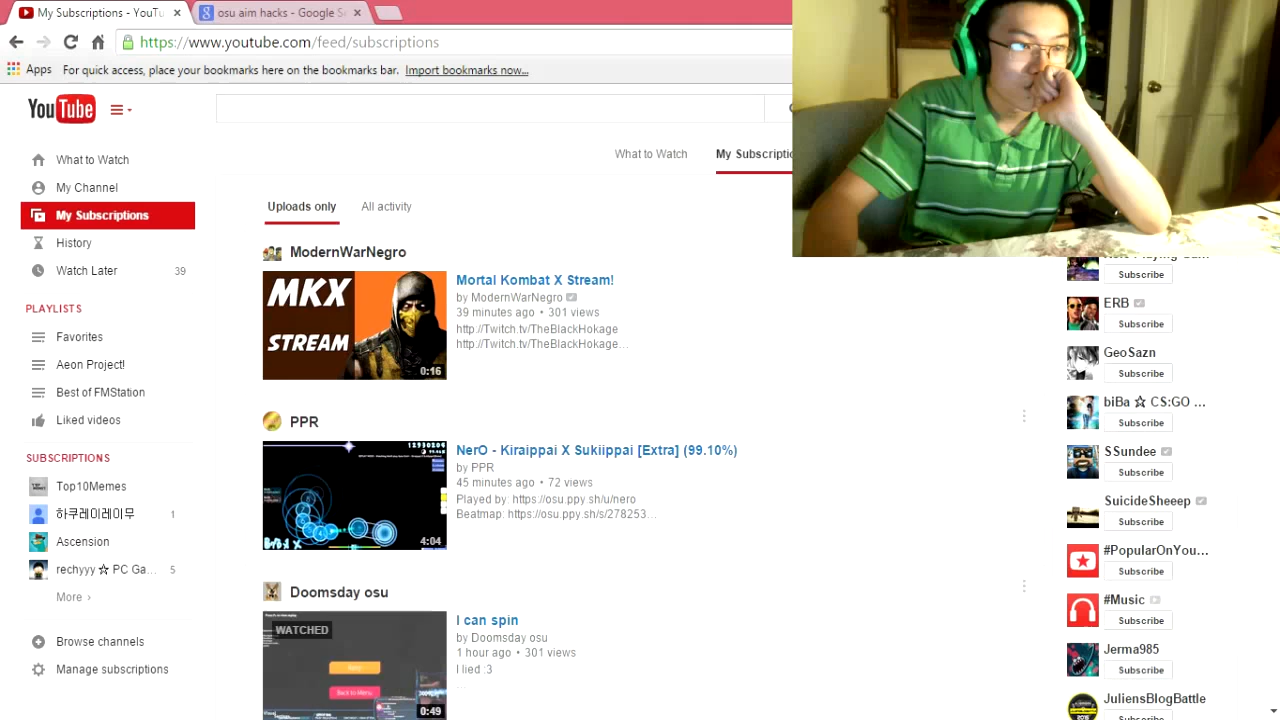 My Subscriptions - YouTu
osu aim hacks - Google S
https://www.youtube.com/feed/subscriptions
Apps
For quick access, place your bookmarks here on the bookmarks bar. Import bookmarks now...
YouTube
What to Watch
My Channel
My Subscriptions
History
Watch Later 39
PLAYLISTS
Favorites
Aeon Project!
Best of FMStation
Liked videos
SUBSCRIPTIONS
Top10Memes
하쿠레이레이무 1
Ascension
rechyyy ☆ PC Ga... 5
More ›
Browse channels
Manage subscriptions
What to Watch My Subscriptio
Uploads only All activity
ModernWarNegro
MKX
STREAM
0:16
Mortal Kombat X Stream!
by ModernWarNegro
39 minutes ago • 301 views
http://Twitch.tv/TheBlackHokage
http://Twitch.tv/TheBlackHokage...
PPR
12930204
4:04
NerO - Kiraippai X Sukiippai [Extra] (99.10%)
by PPR
45 minutes ago • 72 views
Played by: https://osu.ppy.sh/u/nero
Beatmap: https://osu.ppy.sh/s/278253...
Doomsday osu
WATCHED
Back to Menu
0:49
I can spin
by Doomsday osu
1 hour ago • 301 views
I lied :3
...
Subscribe
ERB
Subscribe
GeoSazn
Subscribe
biBa ☆ CS:GO ...
Subscribe
SSundee
Subscribe
SuicideSheeep
Subscribe
#PopularOnYou...
Subscribe
#Music
Subscribe
Jerma985
Subscribe
JuliensBlogBattle
Subscribe